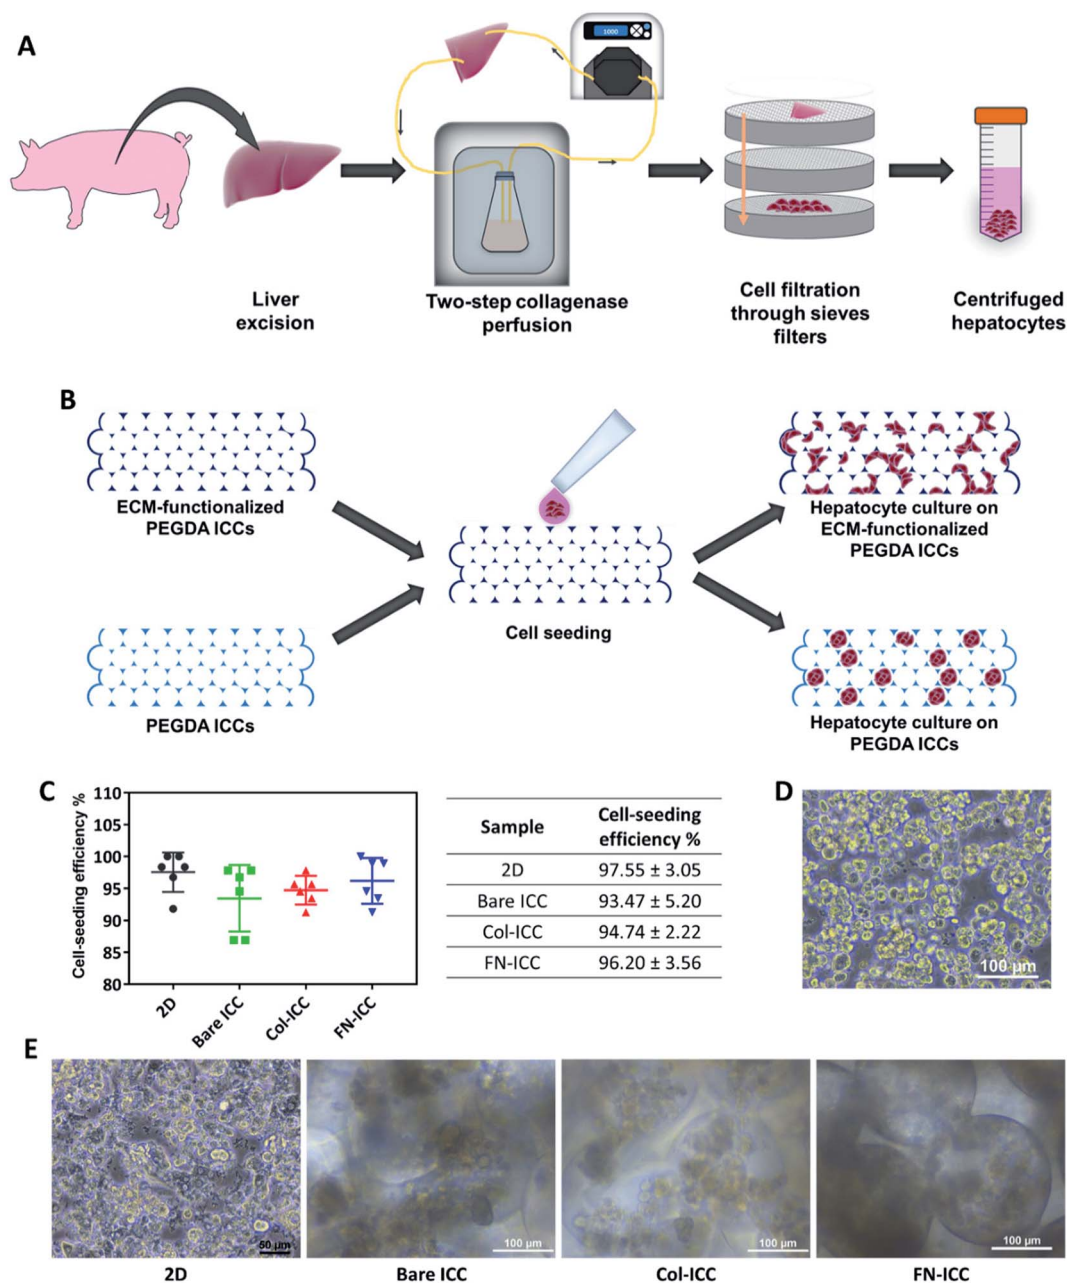 A
1000
Liver
excision
Two-step collagenase
perfusion
Cell filtration
through sieves
filters
Centrifuged
hepatocytes
B
ECM-functionalized
PEGDA ICCs
PEGDA ICCs
Cell seeding
Hepatocyte culture on
ECM-functionalized
PEGDA ICCs
Hepatocyte culture on
PEGDA ICCs
C
Cell-seeding efficiency %
110
105
100
95
90
85
80
2D
Bare ICC
Col-ICC
FN-ICC
Sample Cell-seeding efficiency %
2D 97.55 ± 3.05
Bare ICC 93.47 ± 5.20
Col-ICC 94.74 ± 2.22
FN-ICC 96.20 ± 3.56
D
100 μm
E
50 μm
100 μm
100 μm
100 μm
2D
Bare ICC
Col-ICC
FN-ICC